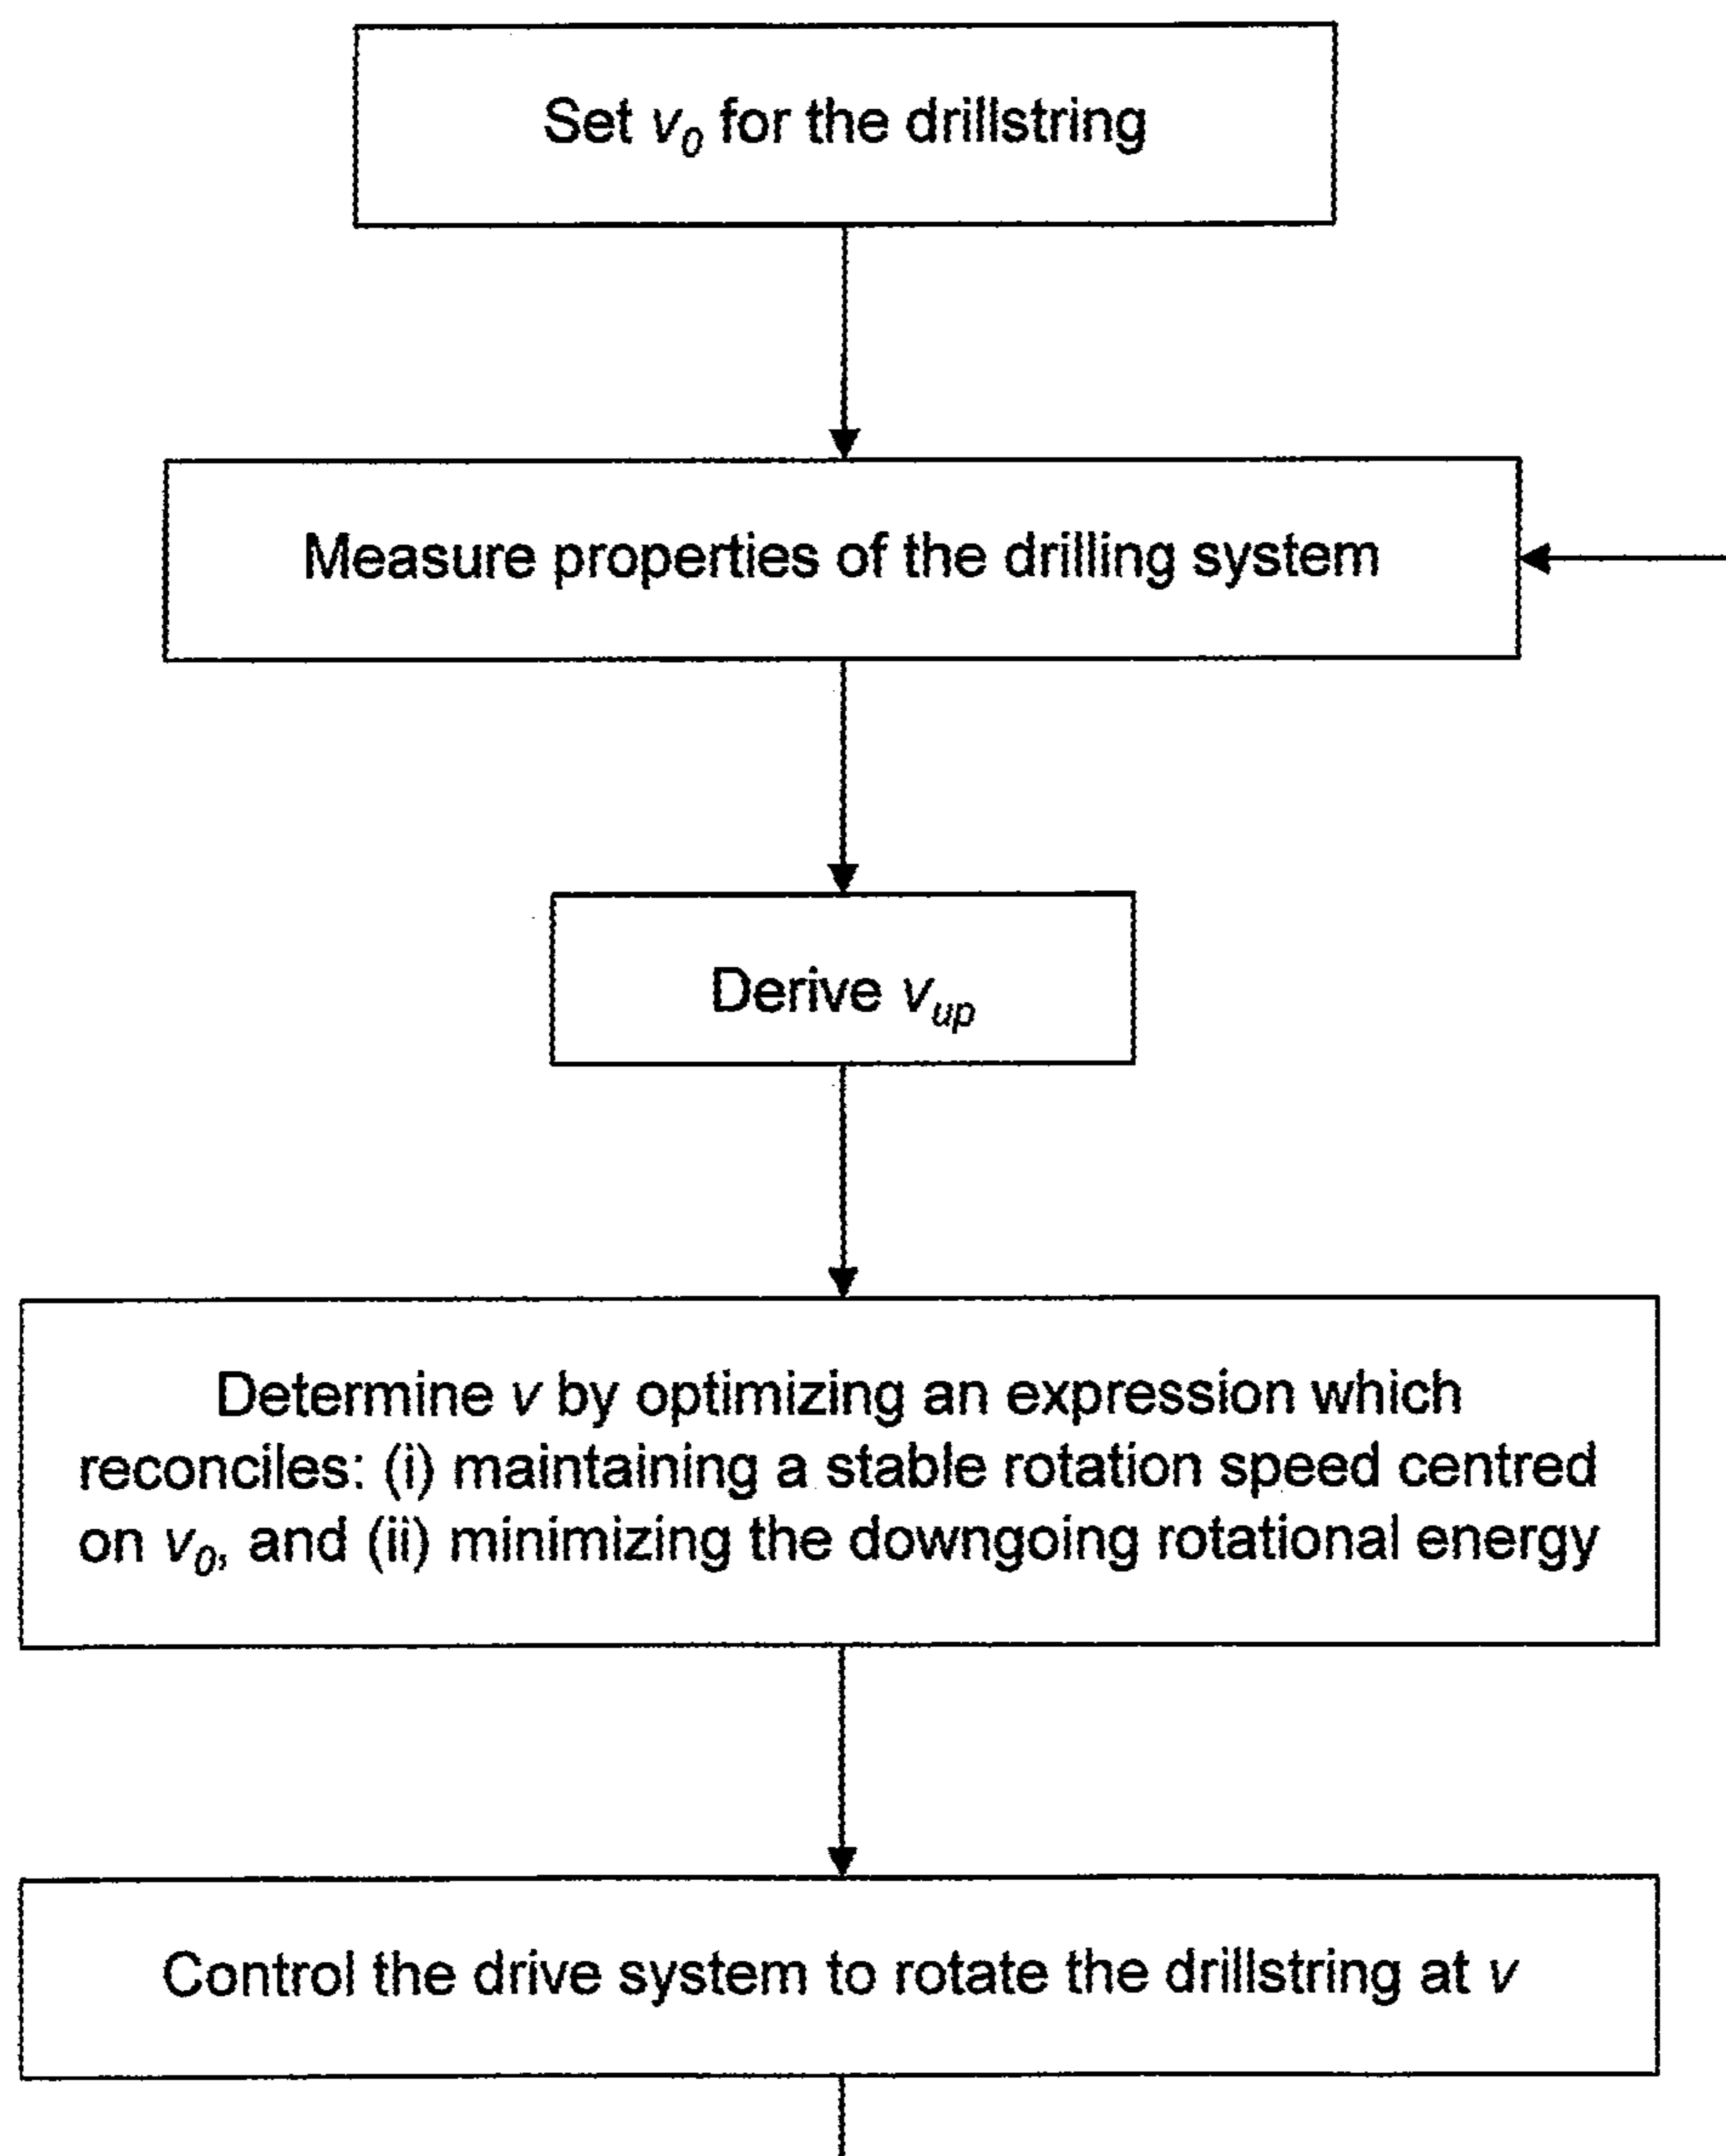 Set v₀ for the drillstring
Measure properties of the drilling system
Derive v_up
Determine v by optimizing an expression which
reconciles: (i) maintaining a stable rotation speed centred
on v₀, and (ii) minimizing the downgoing rotational energy
Control the drive system to rotate the drillstring at v